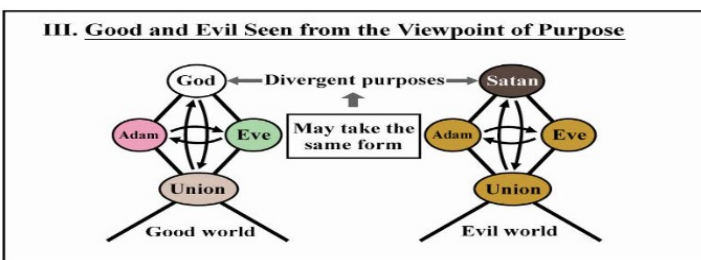 III. Good and Evil Seen from the Viewpoint of Purpose
God Divergent purposes Satan
Adam Eve May take the same form Adam Eve
Union Union
Good world Evil world